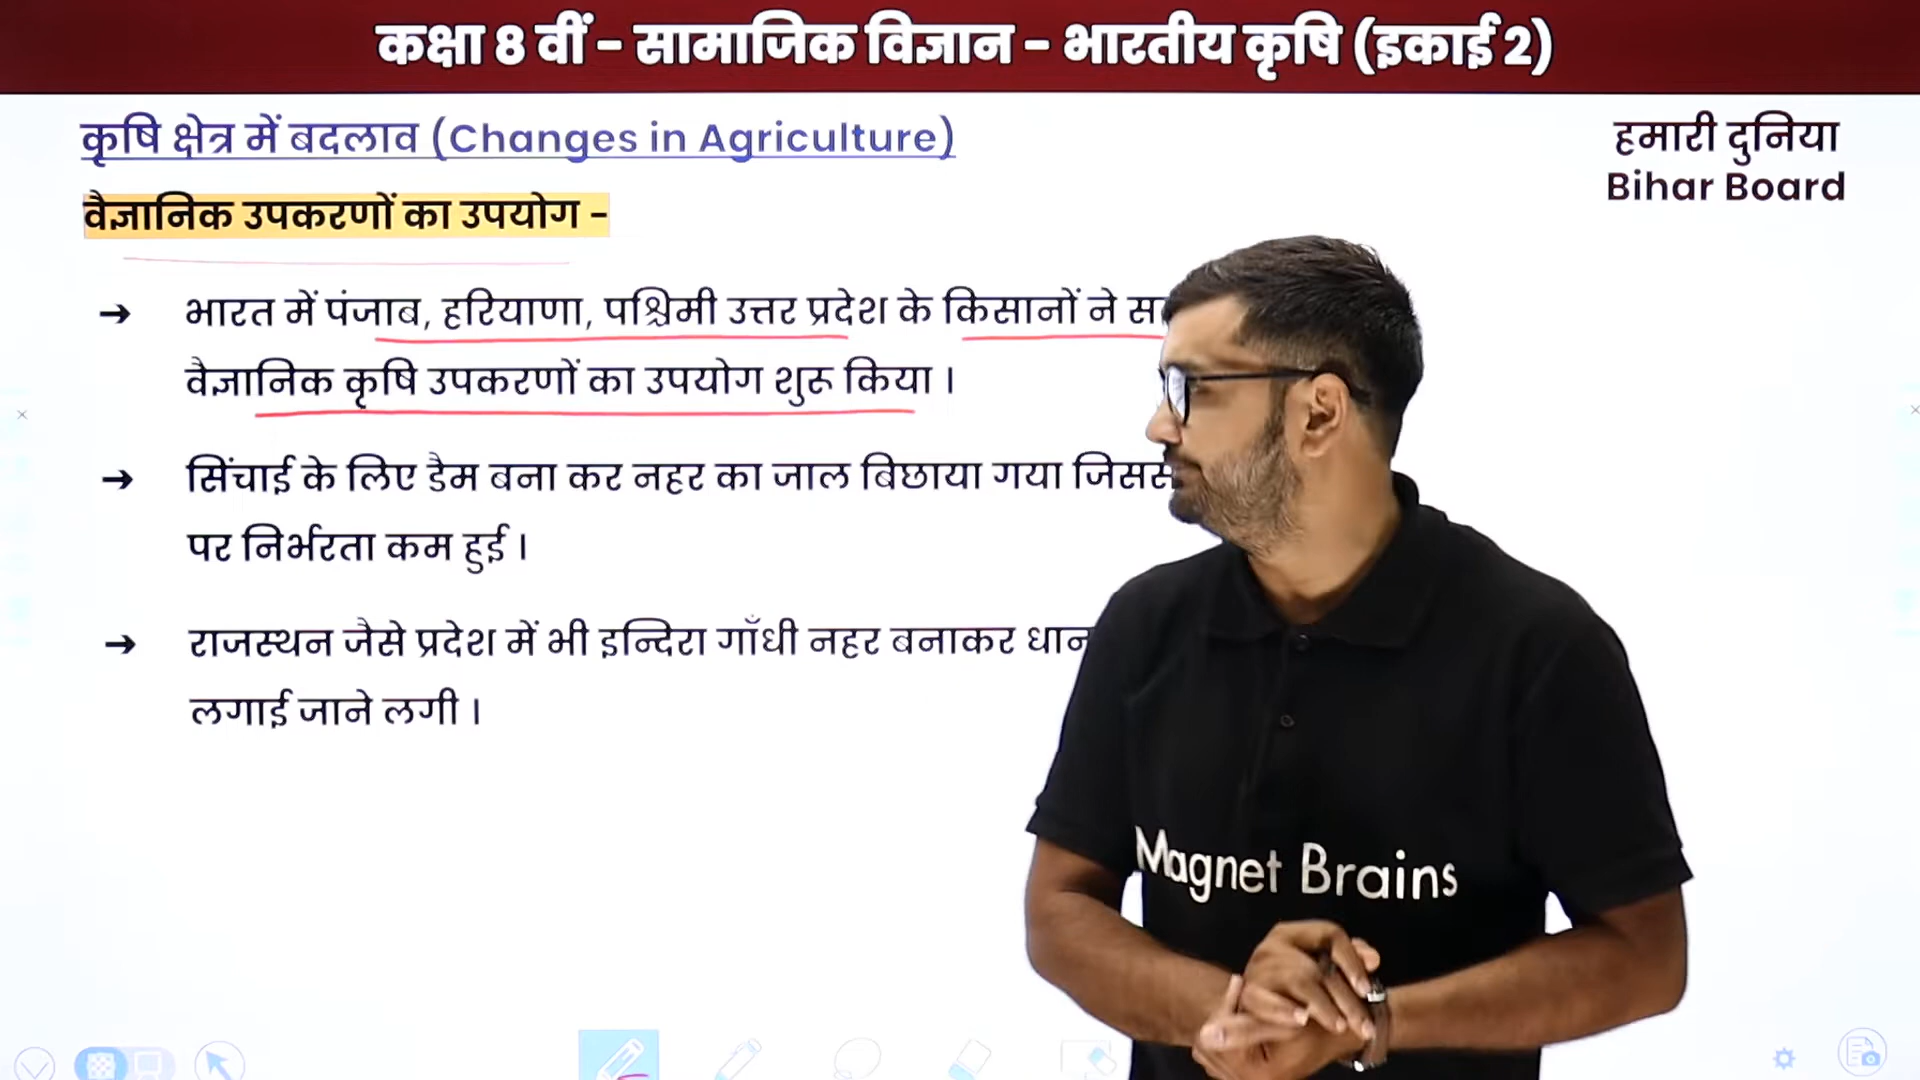 कक्षा 8 वीं - सामाजिक विज्ञान - भारतीय कृषि (इकाई 2)
कृषि क्षेत्र में बदलाव (Changes in Agriculture)
हमारी दुनिया
Bihar Board
वैज्ञानिक उपकरणों का उपयोग -
➔ भारत में पंजाब, हरियाणा, पश्चिमी उत्तर प्रदेश के किसानों ने
वैज्ञानिक कृषि उपकरणों का उपयोग शुरू किया ।
➔ सिंचाई के लिए डैम बना कर नहर का जाल बिछाया गया
पर निर्भरता कम हुई ।
➔ राजस्थन जैसे प्रदेश में भी इन्दिरा गाँधी नहर बनाकर धान
लगाई जाने लगी ।
Magnet Brains